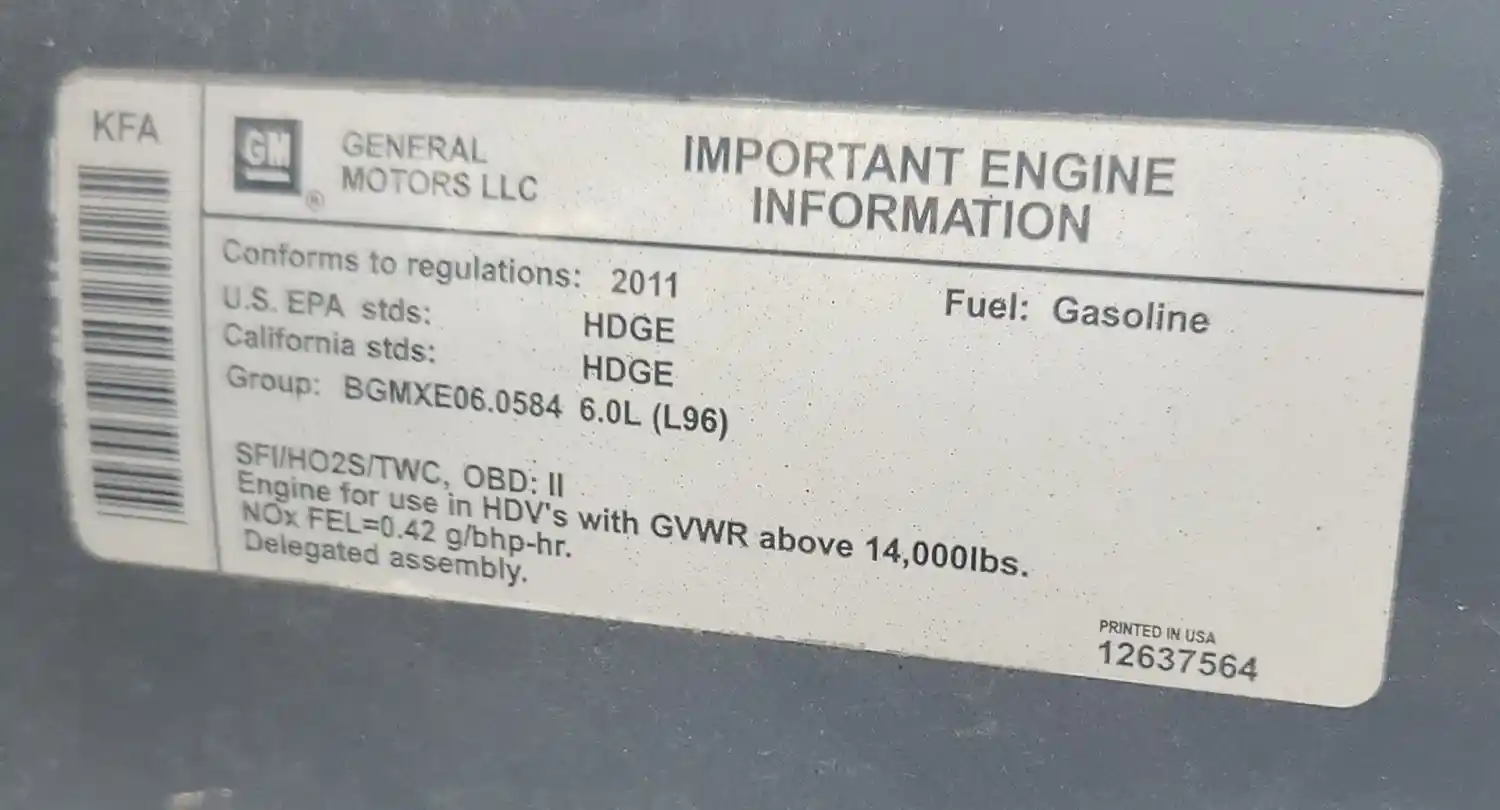 KFA
GM
®
GENERAL
MOTORS LLC
IMPORTANT ENGINE
INFORMATION
Conforms to regulations: 2011
U.S. EPA stds: HDGE
California stds: HDGE
Group: BGMXE06.0584 6.0L (L96)
Fuel: Gasoline
SFI/HO2S/TWC, OBD: II
Engine for use in HDV's with GVWR above 14,000lbs.
NOx FEL=0.42 g/bhp-hr.
Delegated assembly.
PRINTED IN USA
12637564